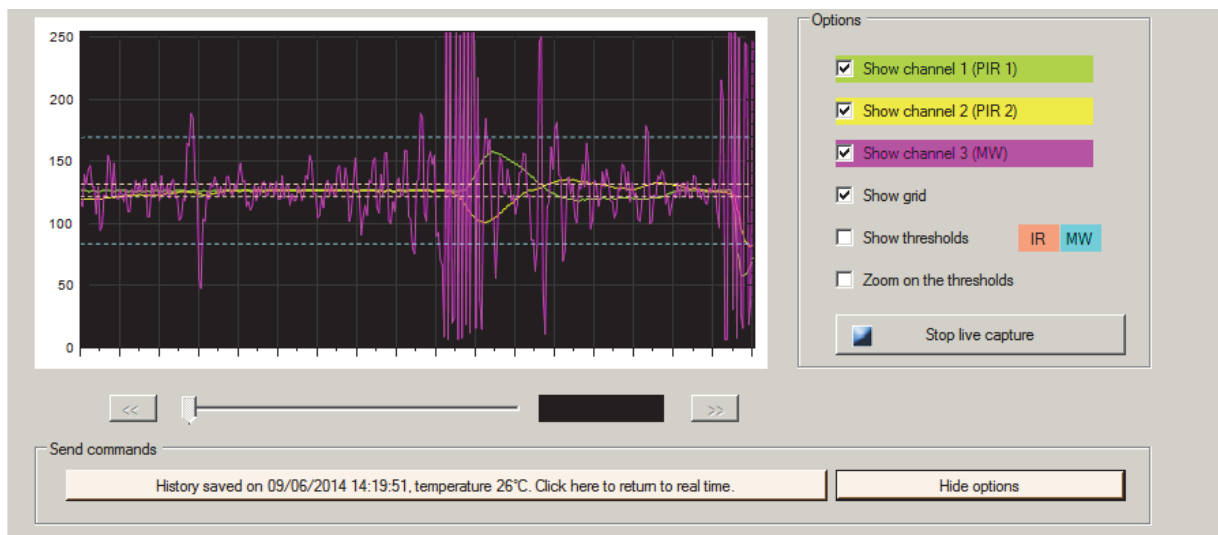 250
200
150
100
50
0
Options
Show channel 1 (PIR 1)
Show channel 2 (PIR 2)
Show channel 3 (MW)
Show grid
Show thresholds IR MW
Zoom on the thresholds
Stop live capture
<< >>
Send commands
History saved on 09/06/2014 14:19:51, temperature 26°C. Click here to return to real time. Hide options